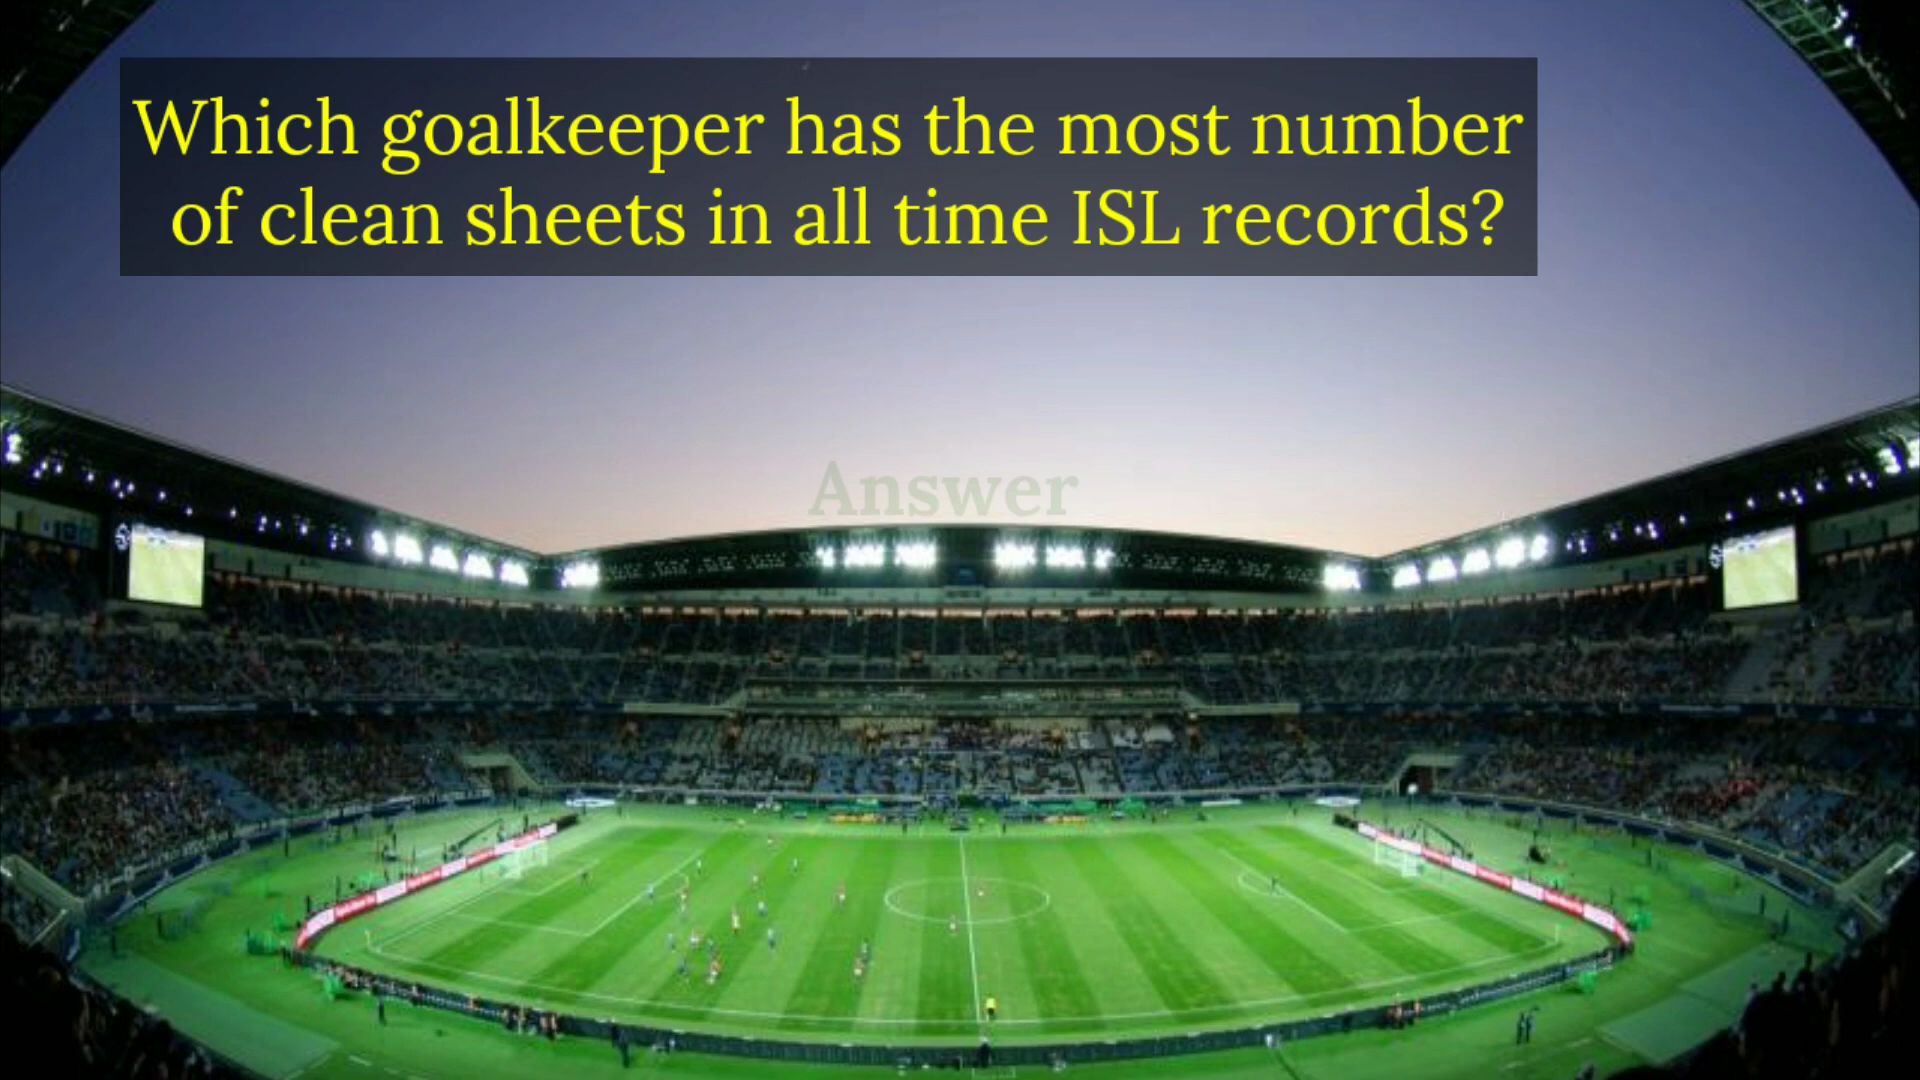 Which goalkeeper has the most number
of clean sheets in all time ISL records?
Answer